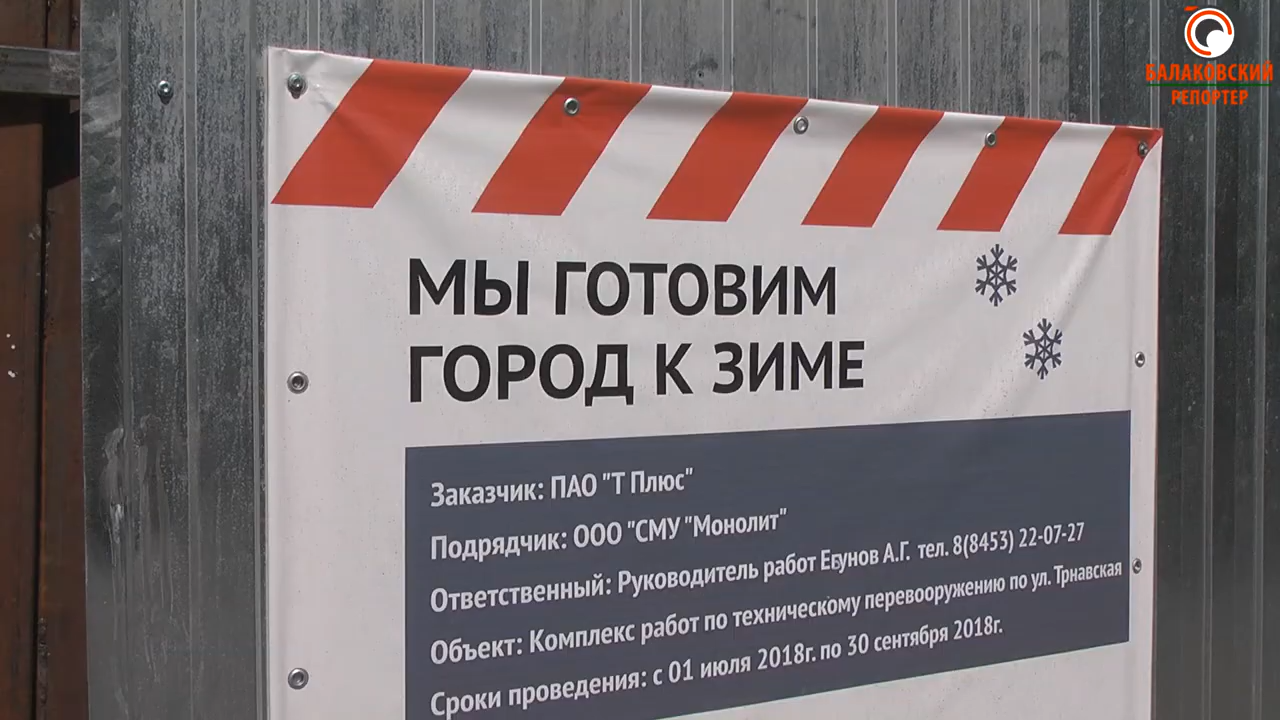 БАЛАКОВСКИЙ
РЕПОРТЕР
МЫ ГОТОВИМ
ГОРОД К ЗИМЕ
Заказчик: ПАО "Т Плюс"
Подрядчик: ООО "СМУ "Монолит"
Ответственный: Руководитель работ Егунов А.Г. тел. 8(8453) 22-07-27
Объект: Комплекс работ по техническому перевооружению по ул. Трнавская
Сроки проведения: с 01 июля 2018г. по 30 сентября 2018г.